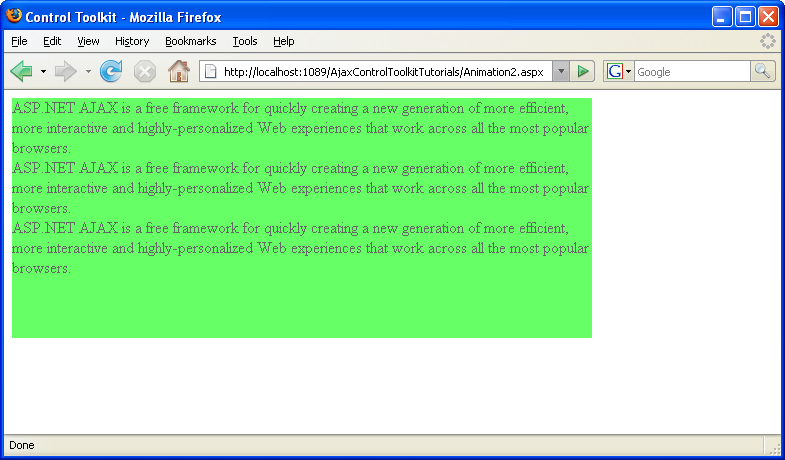 Control Toolkit - Mozilla Firefox
File Edit View History Bookmarks Tools Help
http://localhost:1089/AjaxControlToolkitTutorials/Animation2.aspx
G Google
ASP.NET AJAX is a free framework for quickly creating a new generation of more efficient,
more interactive and highly-personalized Web experiences that work across all the most popular
browsers.
ASP.NET AJAX is a free framework for quickly creating a new generation of more efficient,
more interactive and highly-personalized Web experiences that work across all the most popular
browsers.
ASP.NET AJAX is a free framework for quickly creating a new generation of more efficient,
more interactive and highly-personalized Web experiences that work across all the most popular
browsers.
Done